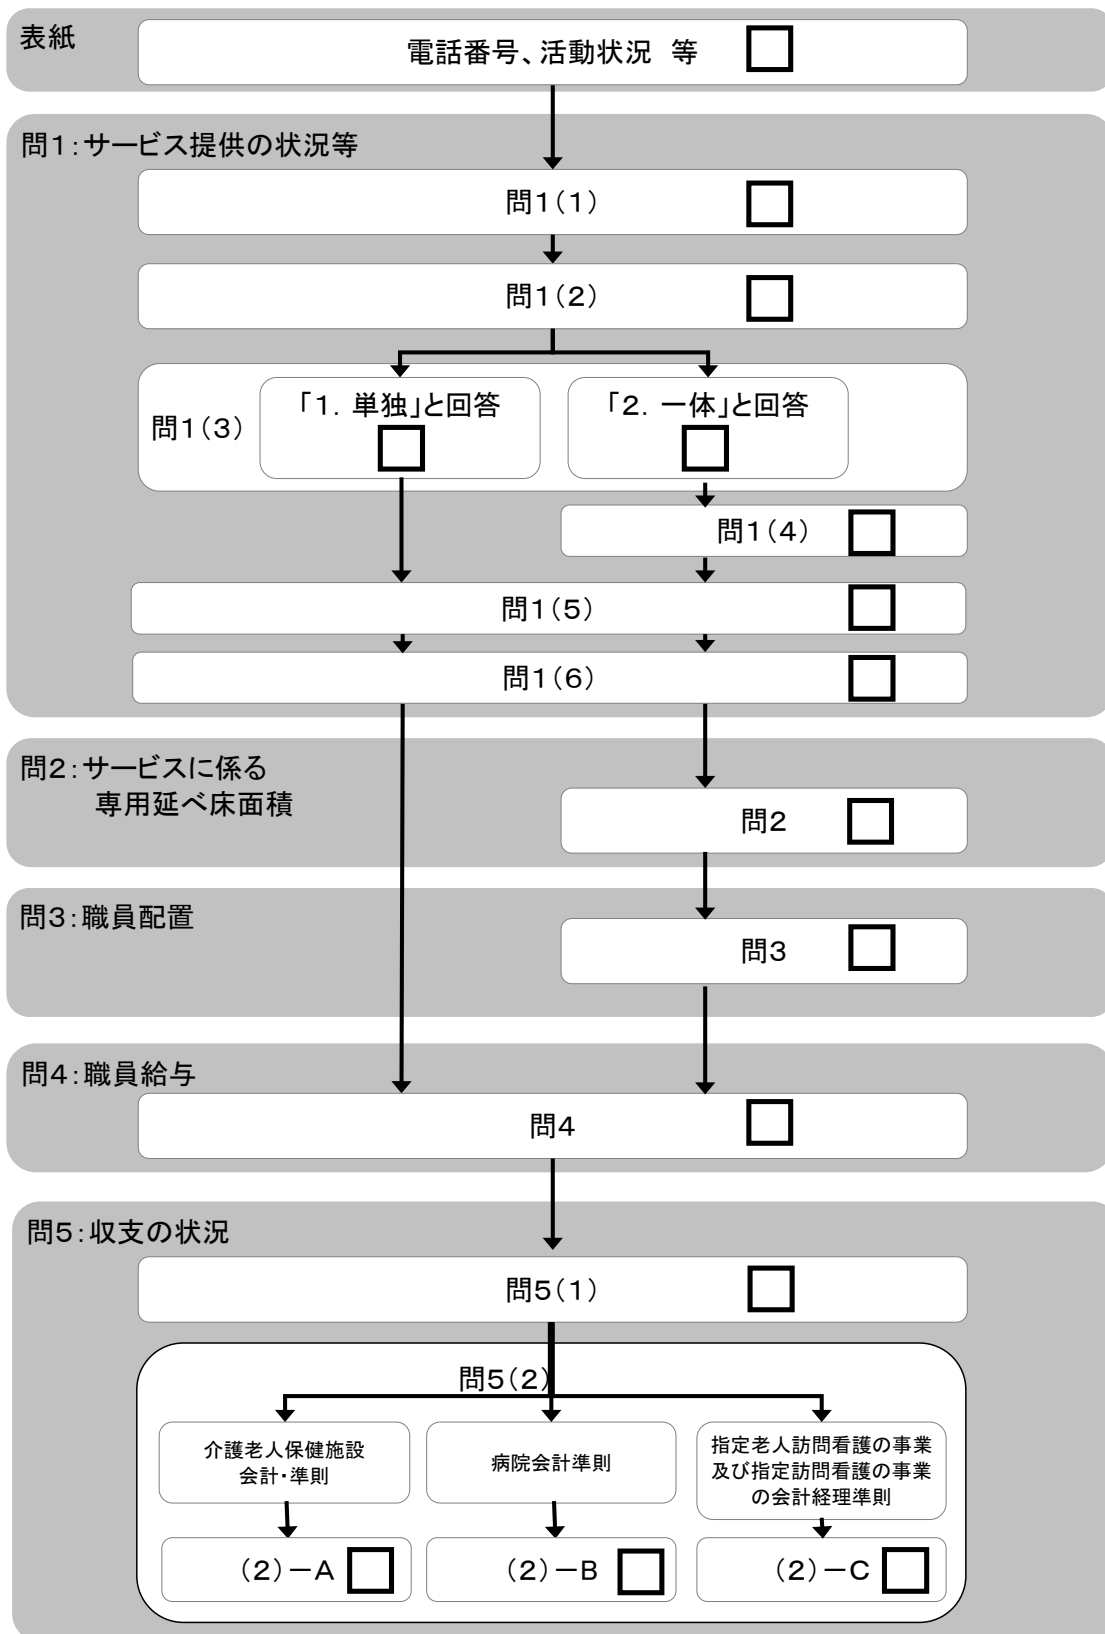 表紙
電話番号、活動状況　等
問1：サービス提供の状況等
問1（1）
問1（2）
問1（3）
「1．単独」と回答
「2．一体」と回答
問1（4）
問1（5）
問1（6）
問2：サービスに係る
専用延べ床面積
問2
問3：職員配置
問3
問4：職員給与
問4
問5：収支の状況
問5（1）
問5（2）
介護老人保健施設
会計・準則
病院会計準則
指定老人訪問看護の事業
及び指定訪問看護の事業
の会計経理準則
（2）－A
（2）－B
（2）－C